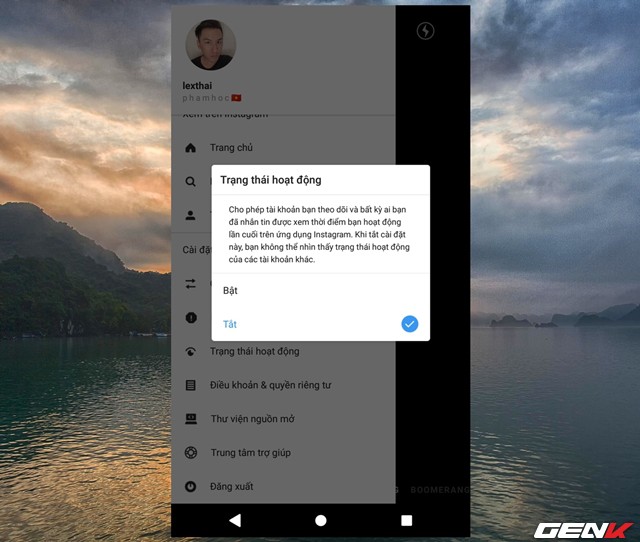 lexthai
phamhoc
Xem trên Instagram
Trang chủ
Trạng thái hoạt động
Cho phép tài khoản bạn theo dõi và bất kỳ ai bạn
đã nhắn tin được xem thời điểm bạn hoạt động
lần cuối trên ứng dụng Instagram. Khi tắt cài đặt
này, bạn không thể nhìn thấy trạng thái hoạt động
của các tài khoản khác.
Cài đặt
Bật
Tắt
Trạng thái hoạt động
Điều khoản & quyền riêng tư
Thư viện nguồn mở
Trung tâm trợ giúp
Đăng xuất
BOOMERANG
GENK